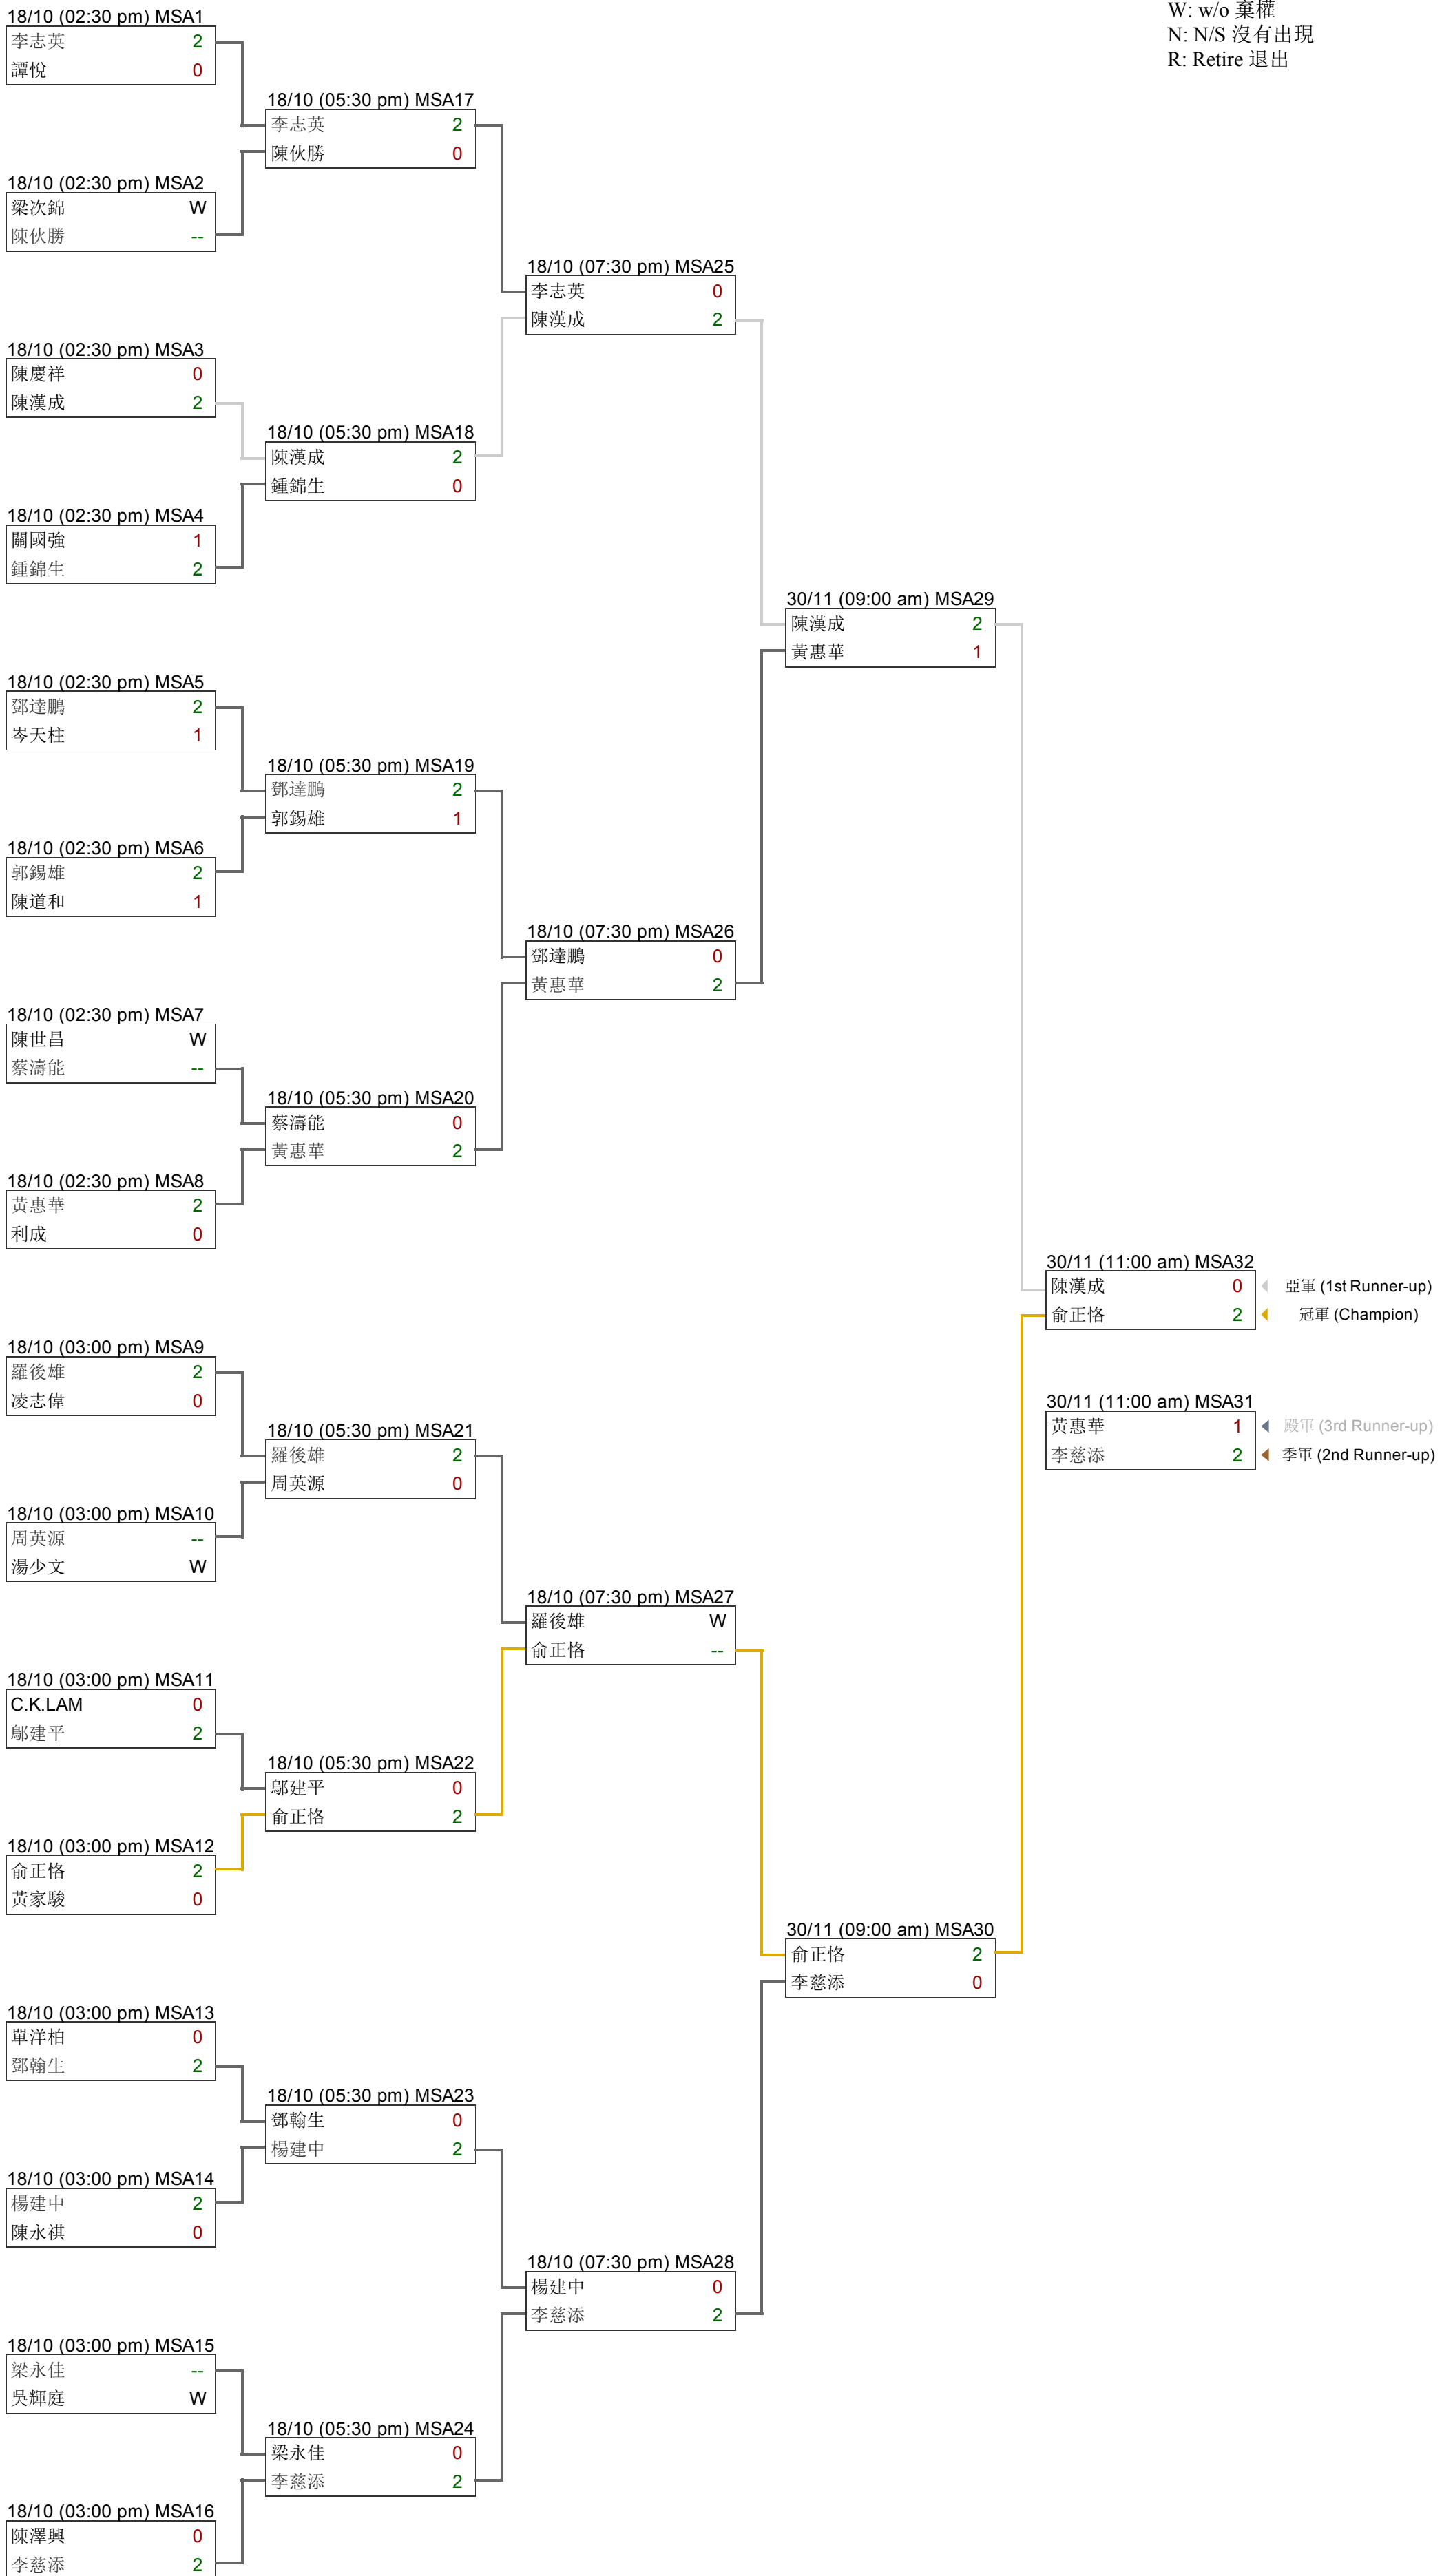 W: w/o 棄權
N: N/S 沒有出現
R: Retire 退出
18/10 (02:30 pm) MSA1
李志英 2
譚悅 0
18/10 (05:30 pm) MSA17
李志英 2
陳伙勝 0
18/10 (02:30 pm) MSA2
梁次錦 W
陳伙勝 --
18/10 (07:30 pm) MSA25
李志英 0
陳漢成 2
18/10 (02:30 pm) MSA3
陳慶祥 0
陳漢成 2
18/10 (05:30 pm) MSA18
陳漢成 2
鍾錦生 0
18/10 (02:30 pm) MSA4
關國強 1
鍾錦生 2
30/11 (09:00 am) MSA29
陳漢成 2
黃惠華 1
18/10 (02:30 pm) MSA5
鄧達鵬 2
岑天柱 1
18/10 (05:30 pm) MSA19
鄧達鵬 2
郭錫雄 1
18/10 (02:30 pm) MSA6
郭錫雄 2
陳道和 1
18/10 (07:30 pm) MSA26
鄧達鵬 0
黃惠華 2
18/10 (02:30 pm) MSA7
陳世昌 W
蔡濤能 --
18/10 (05:30 pm) MSA20
蔡濤能 0
黃惠華 2
18/10 (02:30 pm) MSA8
黃惠華 2
利成 0
30/11 (11:00 am) MSA32
陳漢成 0 亞軍 (1st Runner-up)
俞正恪 2 冠軍 (Champion)
18/10 (03:00 pm) MSA9
羅後雄 2
凌志偉 0
30/11 (11:00 am) MSA31
黃惠華 1 殿軍 (3rd Runner-up)
李慈添 2 季軍 (2nd Runner-up)
18/10 (05:30 pm) MSA21
羅後雄 2
周英源 0
18/10 (03:00 pm) MSA10
周英源 --
湯少文 W
18/10 (07:30 pm) MSA27
羅後雄 W
俞正恪 --
18/10 (03:00 pm) MSA11
C.K.LAM 0
鄔建平 2
18/10 (05:30 pm) MSA22
鄔建平 0
俞正恪 2
18/10 (03:00 pm) MSA12
俞正恪 2
黃家駿 0
30/11 (09:00 am) MSA30
俞正恪 2
李慈添 0
18/10 (03:00 pm) MSA13
單洋柏 0
鄧翰生 2
18/10 (05:30 pm) MSA23
鄧翰生 0
楊建中 2
18/10 (03:00 pm) MSA14
楊建中 2
陳永祺 0
18/10 (07:30 pm) MSA28
楊建中 0
李慈添 2
18/10 (03:00 pm) MSA15
梁永佳 --
吳輝庭 W
18/10 (05:30 pm) MSA24
梁永佳 0
李慈添 2
18/10 (03:00 pm) MSA16
陳澤興 0
李慈添 2